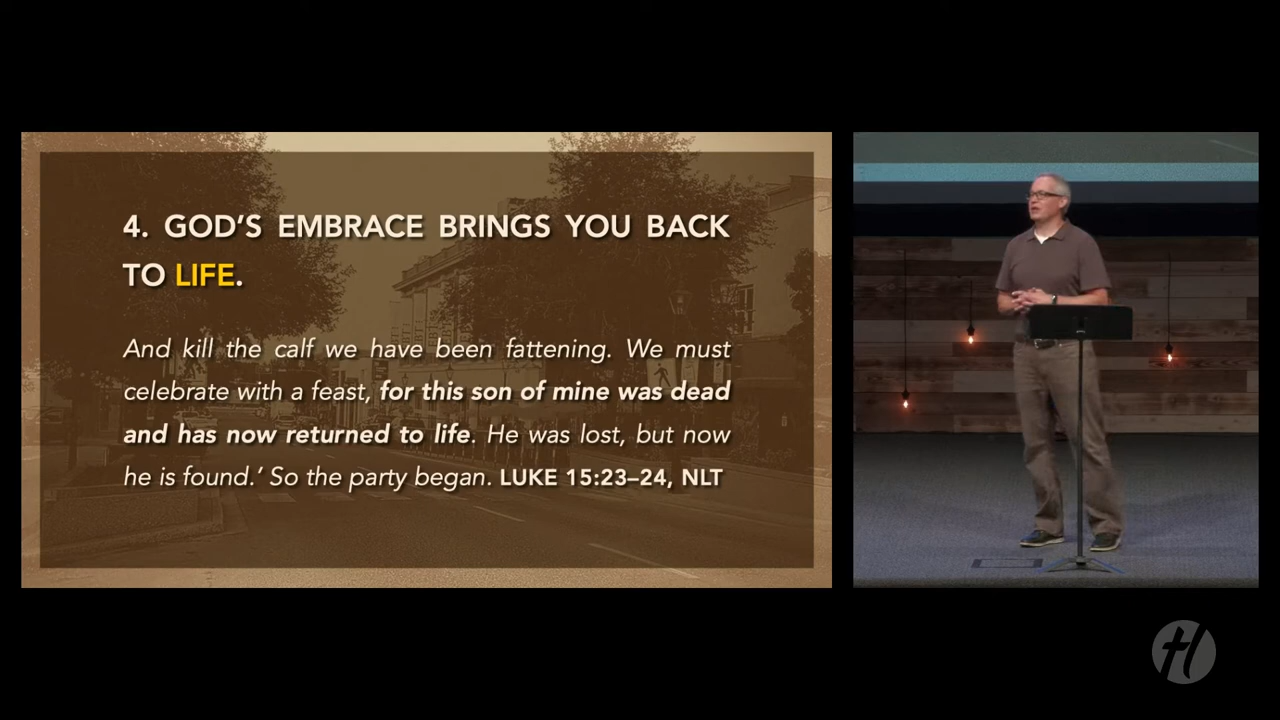 4. GOD’S EMBRACE BRINGS YOU BACK
TO LIFE.
And kill the calf we have been fattening. We must
celebrate with a feast, for this son of mine was dead
and has now returned to life. He was lost, but now
he is found.’ So the party began. LUKE 15:23–24, NLT